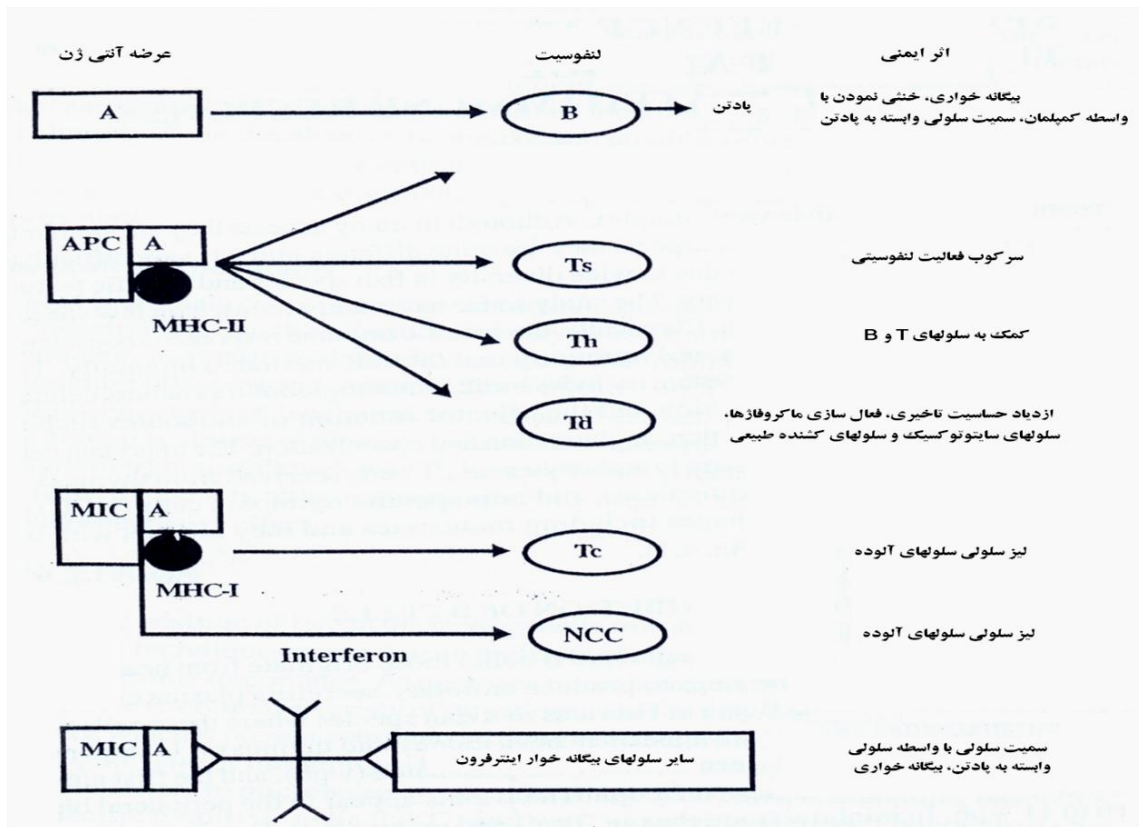 عرضه آنتی ژن
لنفوسیت
اثر ایمنی
A
B
پادتن
بیگانه خواری، خنثی نمودن با
واسطه کمپلمان، سمیت سلولی وابسته به پادتن
APC A
MHC-II
Ts
سرکوب فعالیت لنفوسیتی
Th
کمک به سلولهای T و B
Td
ازدیاد حساسیت تاخیری، فعال سازی ماکروفاژها،
سلولهای سایتوتوکسیک و سلولهای کشنده طبیعی
MIC A
MHC-I
Tc
لیز سلولی سلولهای آلوده
NCC
لیز سلولی سلولهای آلوده
Interferon
MIC A
سایر سلولهای بیگانه خوار اینترفرون
سمیت سلولی با واسطه سلولی
وابسته به پادتن، بیگانه خواری